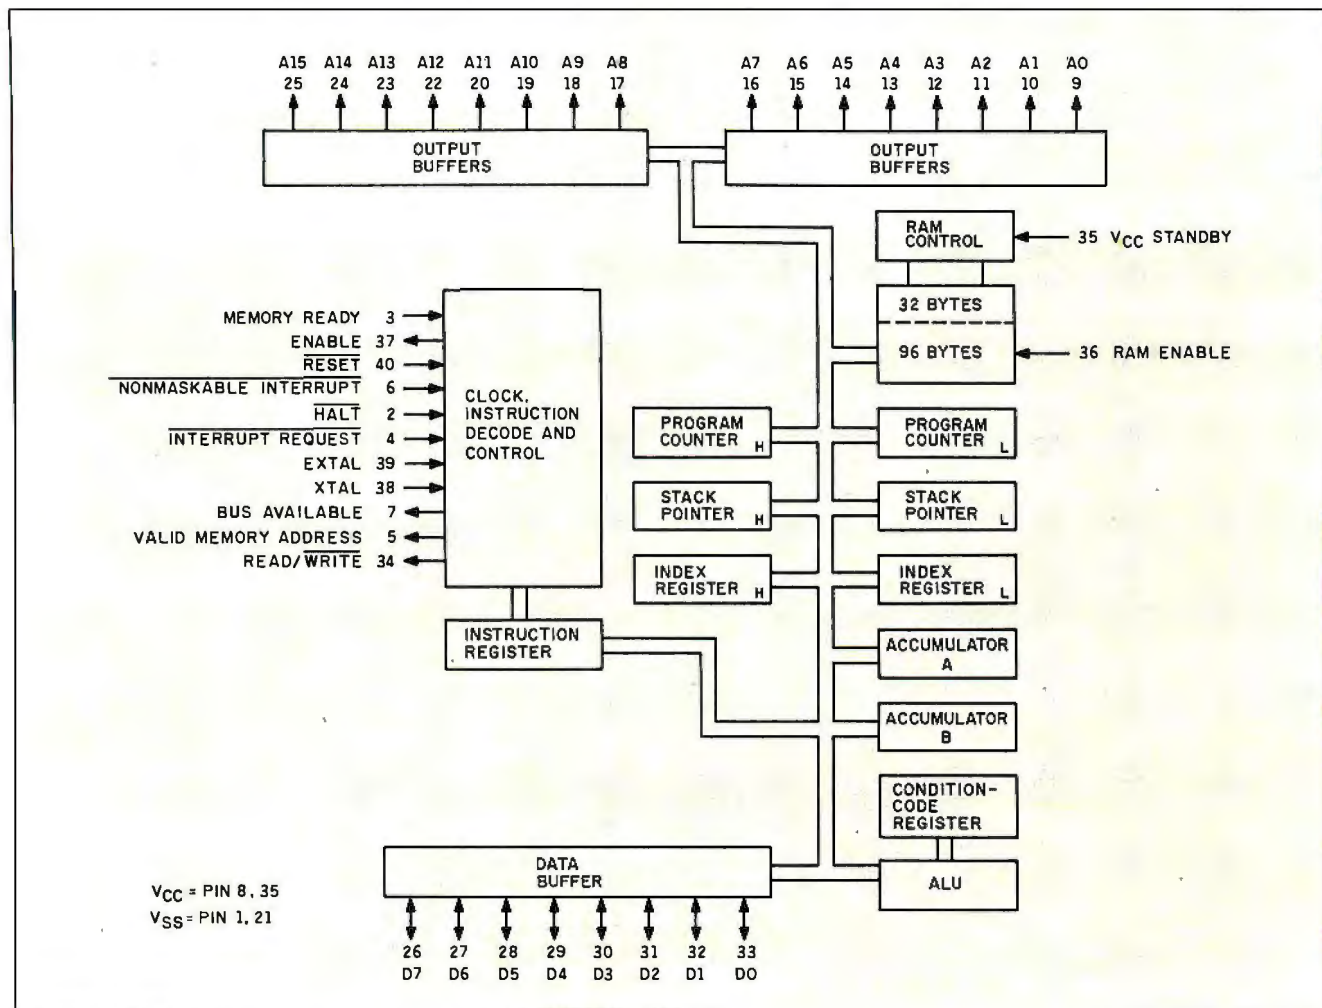 A15 A14 A13 A12 A11 A10 A9 A8 A7 A6 A5 A4 A3 A2 A1 A0
25 24 23 22 20 19 18 17 16 15 14 13 12 11 10 9
OUTPUT
BUFFERS
OUTPUT
BUFFERS
RAM
CONTROL
35 VCC STANDBY
32 BYTES
96 BYTES
36 RAM ENABLE
MEMORY READY 3
ENABLE 37
RESET 40
NONMASKABLE INTERRUPT 6
HALT 2
INTERRUPT REQUEST 4
EXTAL 39
XTAL 38
BUS AVAILABLE 7
VALID MEMORY ADDRESS 5
READ/WRITE 34
CLOCK,
INSTRUCTION
DECODE AND
CONTROL
PROGRAM
COUNTER H
PROGRAM
COUNTER L
STACK
POINTER H
STACK
POINTER L
INDEX
REGISTER H
INDEX
REGISTER L
INSTRUCTION
REGISTER
ACCUMULATOR
A
ACCUMULATOR
B
CONDITION-
CODE
REGISTER
ALU
DATA
BUFFER
VCC = PIN 8, 35
VSS = PIN 1, 21
26 27 28 29 30 31 32 33
D7 D6 D5 D4 D3 D2 D1 D0